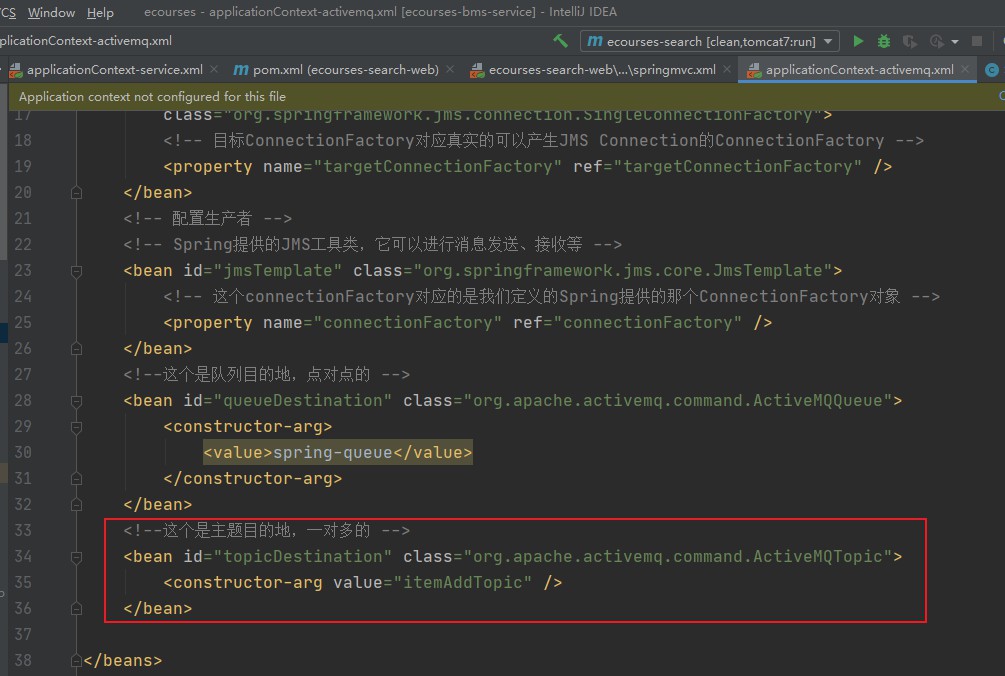 CS Window Help ecourses - applicationContext-activemq.xml [ecourses-bms-service] - IntelliJ IDEA
plicationContext-activemq.xml
ecourses-search [clean,tomcat7:run]
applicationContext-service.xml
pom.xml (ecourses-search-web)
ecourses-search-web\...\springmvc.xml
applicationContext-activemq.xml
Application context not configured for this file
17 class="org.springframework.jms.connection.SingleConnectionFactory">
18 <!-- 目标ConnectionFactory对应真实的可以产生JMS Connection的ConnectionFactory -->
19 <property name="targetConnectionFactory" ref="targetConnectionFactory" />
20 </bean>
21 <!-- 配置生产者 -->
22 <!-- Spring提供的JMS工具类，它可以进行消息发送、接收等 -->
23 <bean id="jmsTemplate" class="org.springframework.jms.core.JmsTemplate">
24 <!-- 这个connectionFactory对应的是我们定义的Spring提供的那个ConnectionFactory对象 -->
25 <property name="connectionFactory" ref="connectionFactory" />
26 </bean>
27 <!--这个是队列目的地，点对点的 -->
28 <bean id="queueDestination" class="org.apache.activemq.command.ActiveMQQueue">
29 <constructor-arg>
30 <value>spring-queue</value>
31 </constructor-arg>
32 </bean>
33 <!--这个是主题目的地，一对多的 -->
34 <bean id="topicDestination" class="org.apache.activemq.command.ActiveMQTopic">
35 <constructor-arg value="itemAddTopic" />
36 </bean>
37
38 </beans>